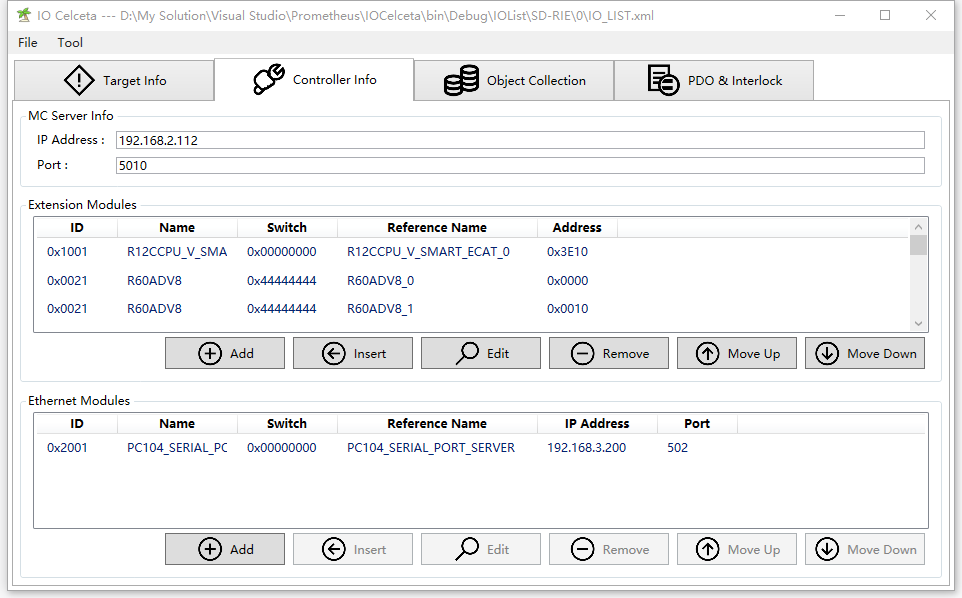 IO Celceta --- D:\My Solution\Visual Studio\Prometheus\IOCelceta\bin\Debug\IOList\SD-RIE\0\IO_LIST.xml
File Tool
Target Info Controller Info Object Collection PDO & Interlock
MC Server Info
IP Address : 192.168.2.112
Port : 5010
Extension Modules
ID Name Switch Reference Name Address
0x1001 R12CCPU_V_SMA 0x00000000 R12CCPU_V_SMART_ECAT_0 0x3E10
0x0021 R60ADV8 0x44444444 R60ADV8_0 0x0000
0x0021 R60ADV8 0x44444444 R60ADV8_1 0x0010
Add Insert Edit Remove Move Up Move Down
Ethernet Modules
ID Name Switch Reference Name IP Address Port
0x2001 PC104_SERIAL_PC 0x00000000 PC104_SERIAL_PORT_SERVER 192.168.3.200 502
Add Insert Edit Remove Move Up Move Down